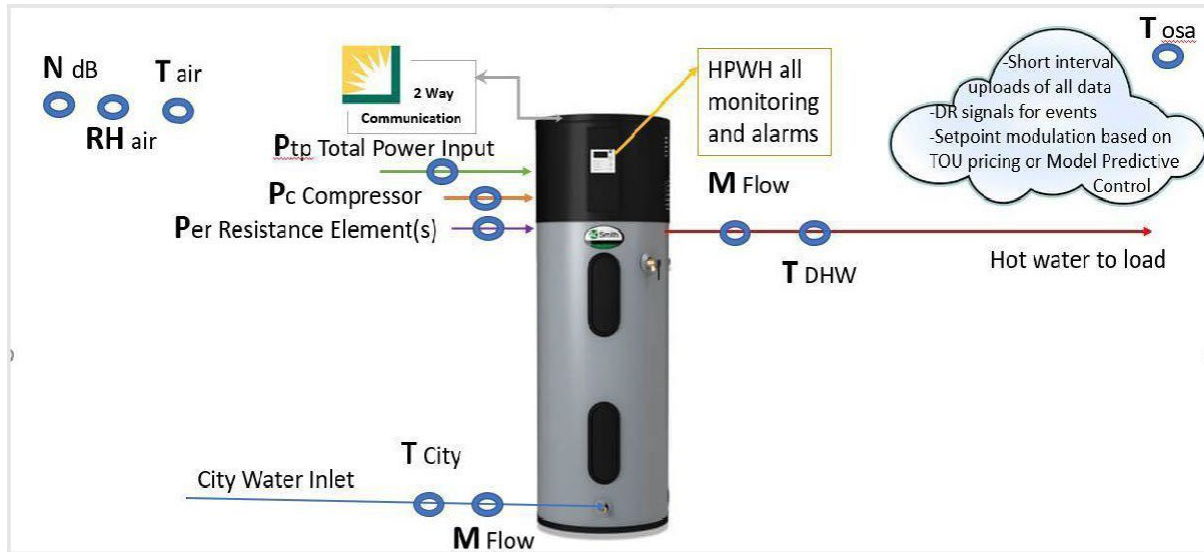 N dB
RH air
T air
2 Way
Communication
Ptp Total Power Input
Pc Compressor
Per Resistance Element(s)
HPWH all
monitoring
and alarms
M Flow
T DHW
Hot water to load
T osa
-Short interval
uploads of all data
-DR signals for events
-Setpoint modulation based on
TOU pricing or Model Predictive
Control
Smith
City Water Inlet
T City
M Flow